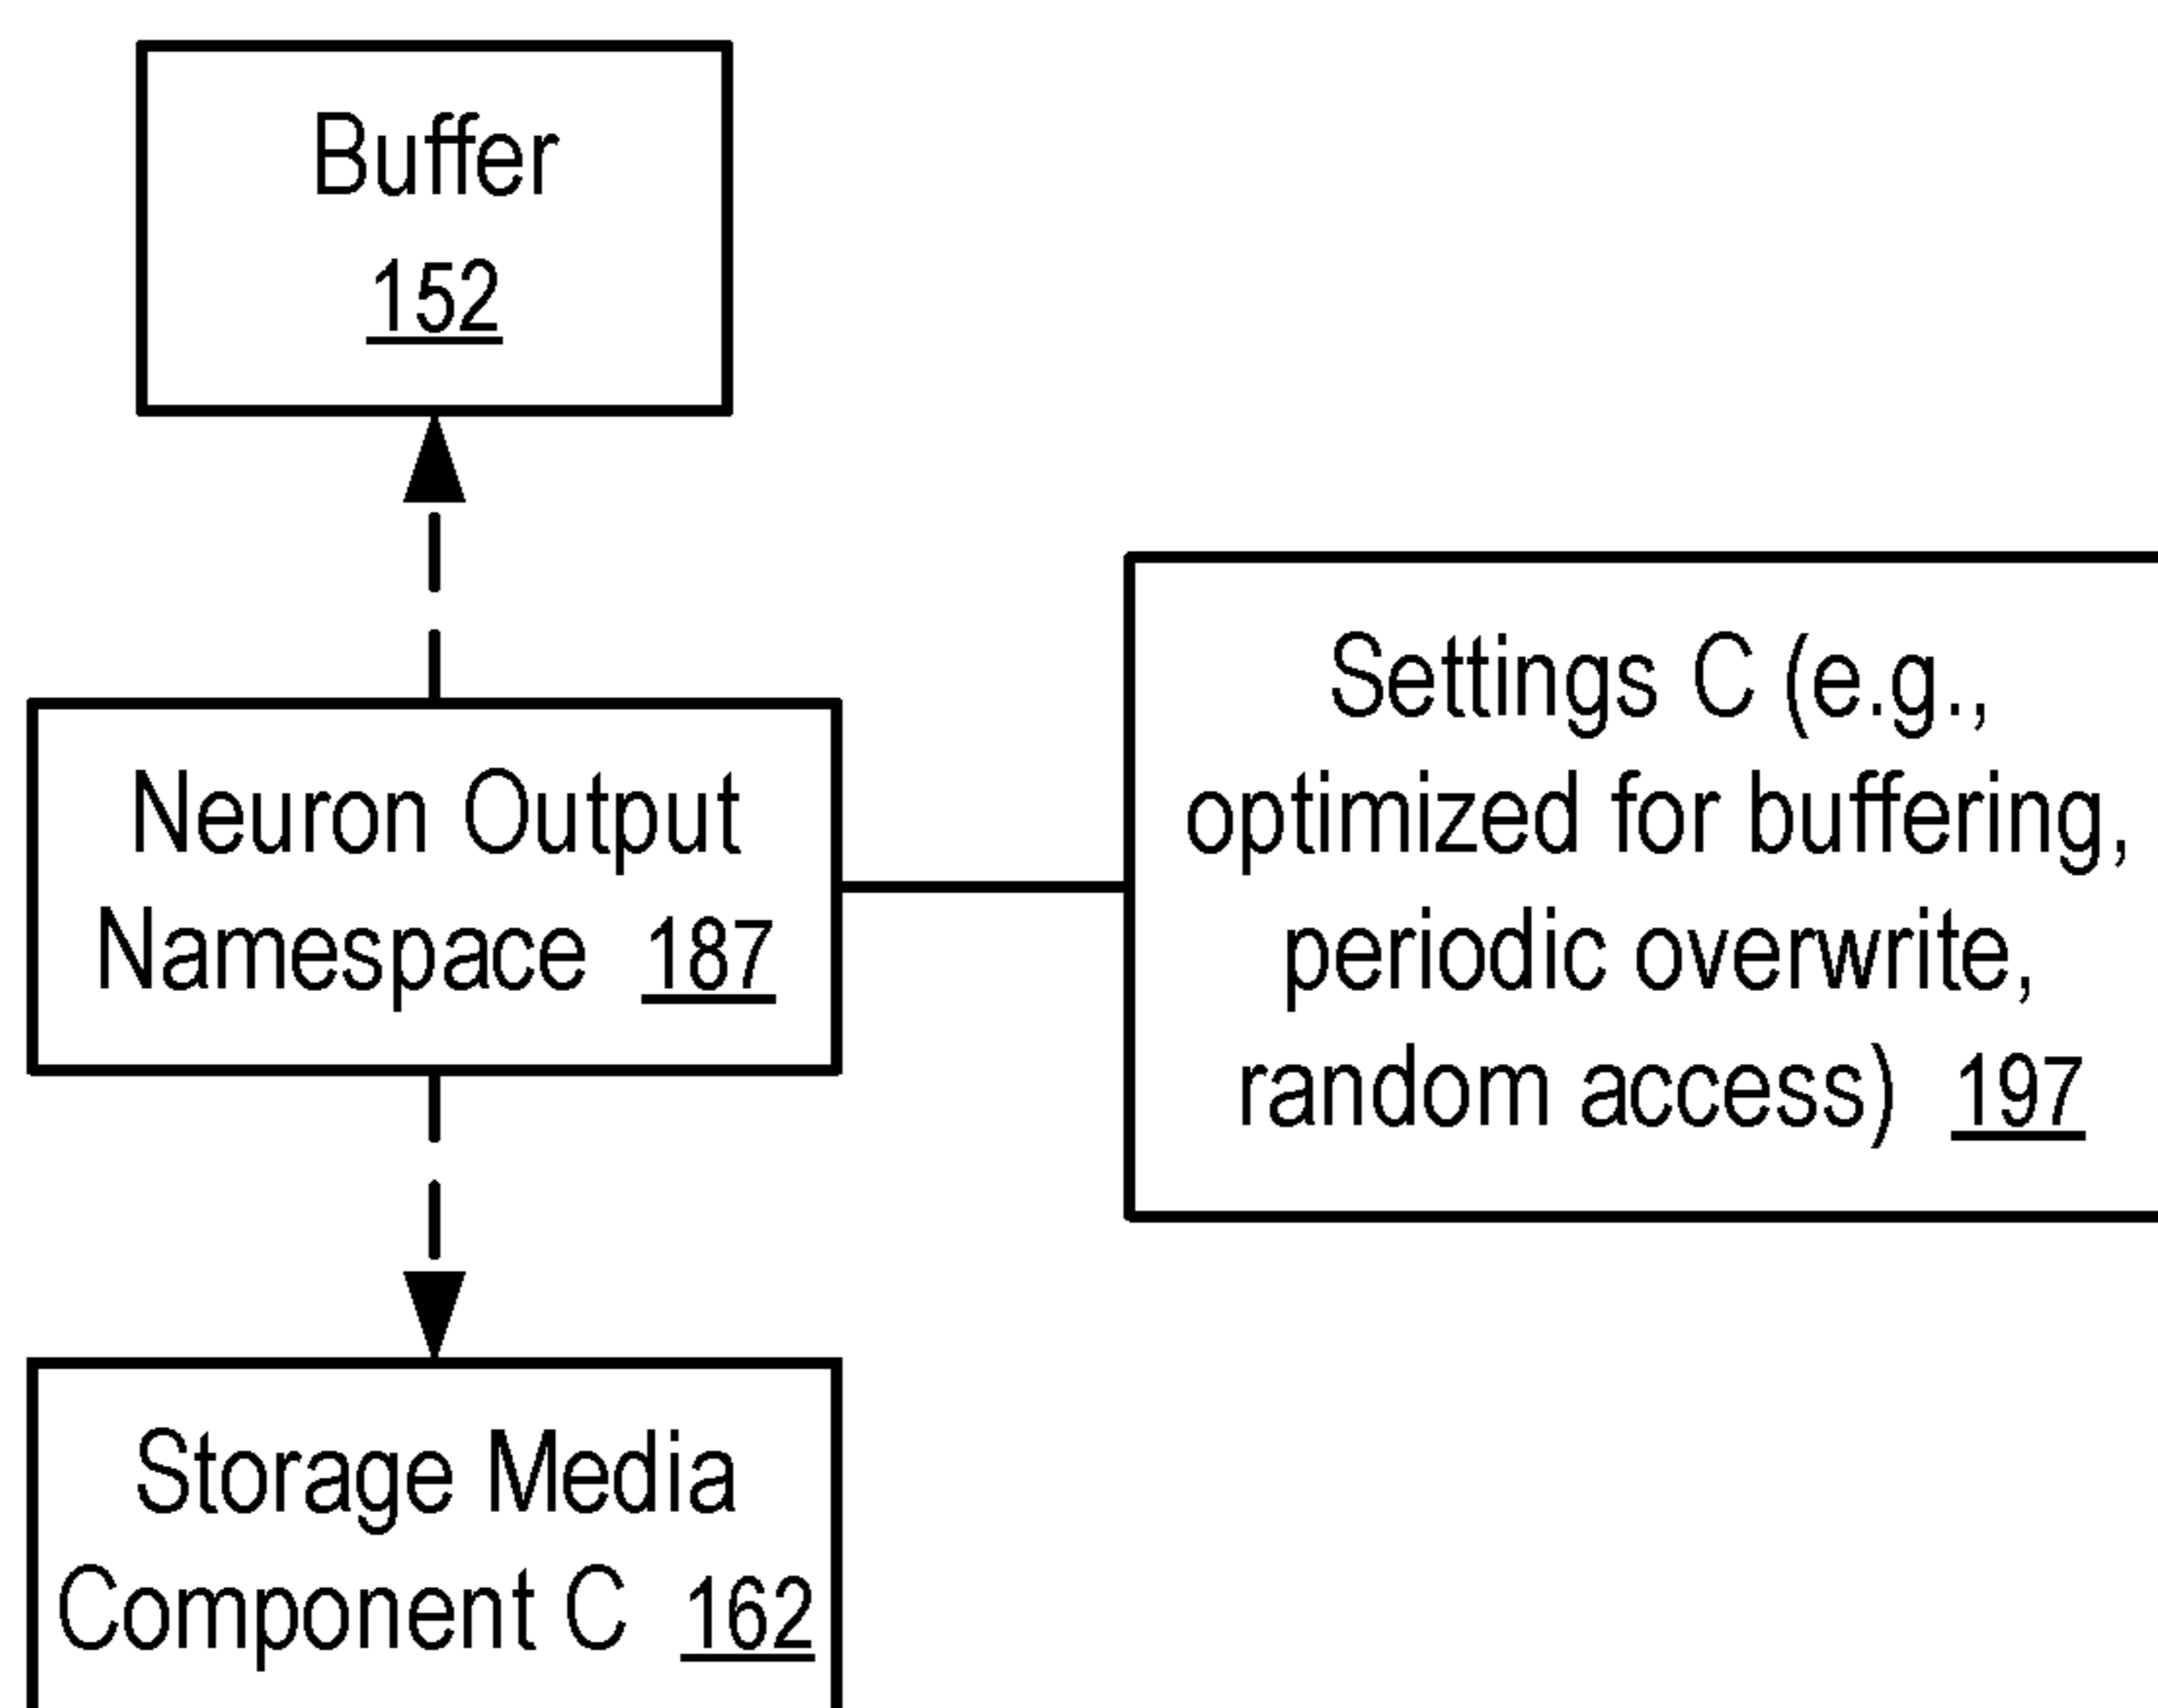 Buffer
152
Neuron Output
Namespace 187
Settings C (e.g.,
optimized for buffering,
periodic overwrite,
random access) 197
Storage Media
Component C 162